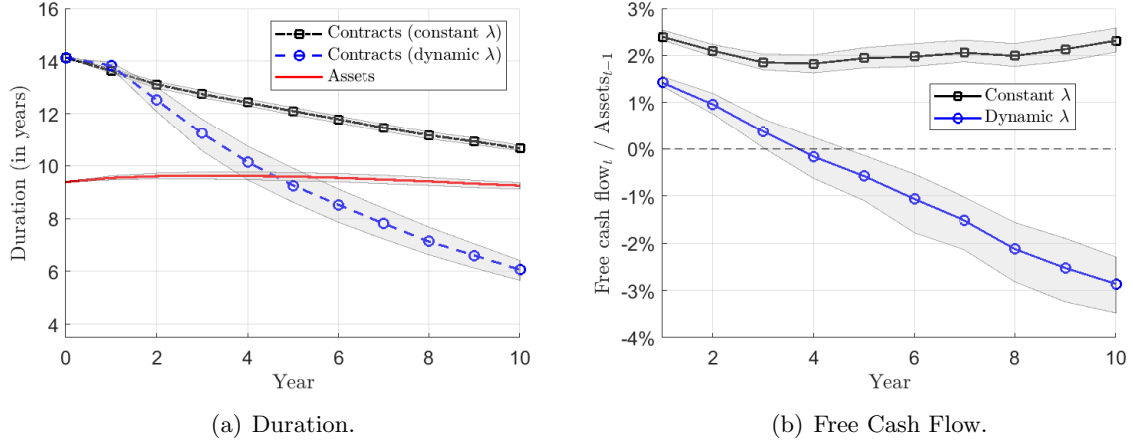 16
14
12
10
8
6
4
0
2
4
6
8
10
Duration (in years)
Year
Contracts (constant λ)
Contracts (dynamic λ)
Assets
(a) Duration.
3%
2%
1%
0%
-1%
-2%
-3%
-4%
2
4
6
8
10
Free cash flow_t / Assets_{t−1}
Year
Constant λ
Dynamic λ
(b) Free Cash Flow.